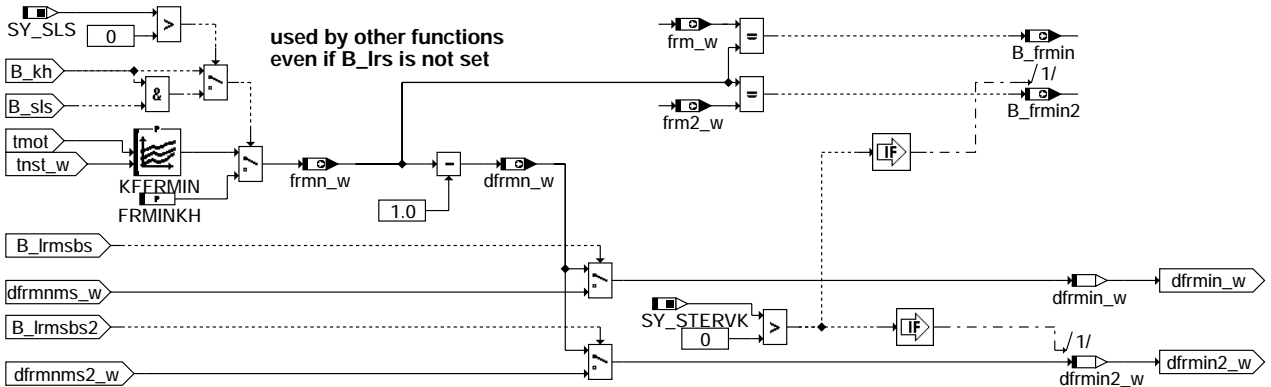 SY_SLS
>
0
used by other functions
even if B_lrs is not set
frm_w
=
B_frmin
B_kh
&
B_sls
frm2_w
=
/1/
B_frmin2
tmot
tnst_w
P
KFFRMIN
P
FRMINKH
frmn_w
-
dfrmn_w
1.0
IF
B_lrmsbs
dfrmnms_w
dfrmin_w
dfrmin_w
B_lrmsbs2
SY_STERVK
0
>
IF
/1/
dfrmnms2_w
dfrmin2_w
dfrmin2_w